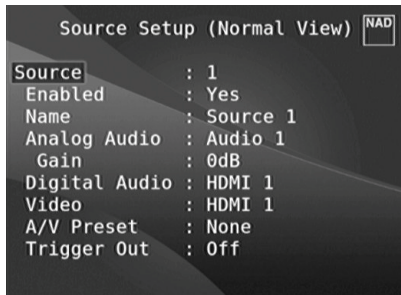 Source Setup (Normal View) NAD
Source : 1
Enabled : Yes
Name : Source 1
Analog Audio : Audio 1
Gain : 0dB
Digital Audio : HDMI 1
Video : HDMI 1
A/V Preset : None
Trigger Out : Off